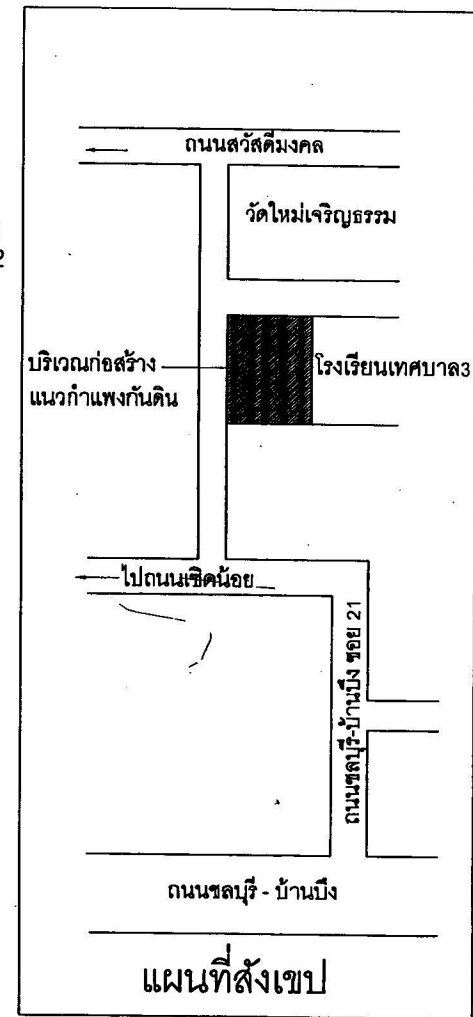 ถนนสวัสดีมงคล
วัดใหม่เจริญธรรม
บริเวณก่อสร้าง
แนวกำแพงกันดิน
โรงเรียนเทศบาล3
ไปถนนเชิดน้อย
ถนนชลบุรี-บ้านบึง ซอย 21
ถนนชลบุรี - บ้านบึง
แผนที่สังเขป